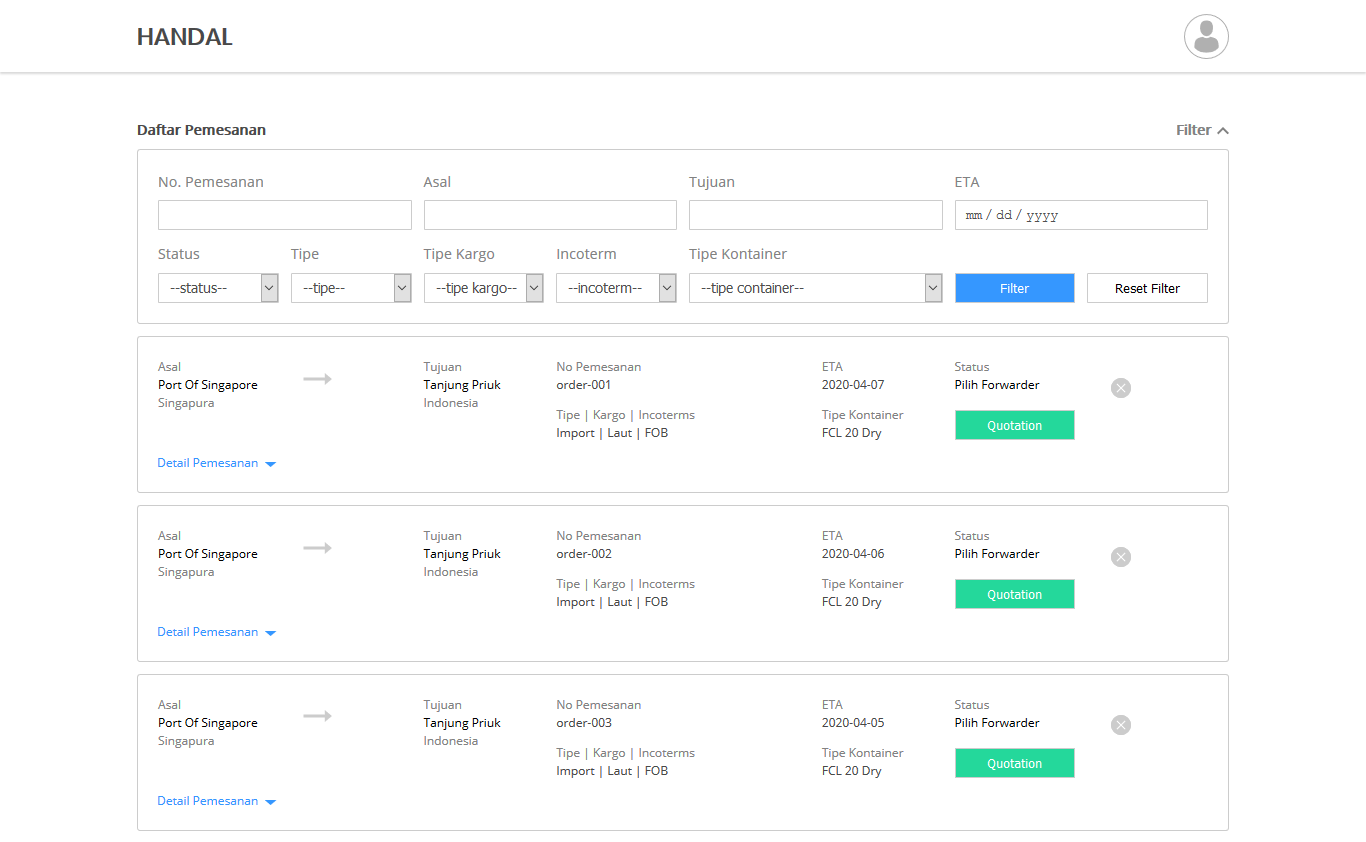 HANDAL
Daftar Pemesanan
Filter
No. Pemesanan Asal Tujuan ETA
mm / dd / yyyy
Status Tipe Tipe Kargo Incoterm Tipe Kontainer
--status-- --tipe-- --tipe kargo-- --incoterm-- --tipe container-- Filter Reset Filter
Asal Tujuan No Pemesanan ETA Status
Port Of Singapore Tanjung Priuk order-001 2020-04-07 Pilih Forwarder
Singapura Indonesia
Tipe | Kargo | Incoterms Tipe Kontainer
Quotation
Import | Laut | FOB FCL 20 Dry
Detail Pemesanan
Asal Tujuan No Pemesanan ETA Status
Port Of Singapore Tanjung Priuk order-002 2020-04-06 Pilih Forwarder
Singapura Indonesia
Tipe | Kargo | Incoterms Tipe Kontainer
Quotation
Import | Laut | FOB FCL 20 Dry
Detail Pemesanan
Asal Tujuan No Pemesanan ETA Status
Port Of Singapore Tanjung Priuk order-003 2020-04-05 Pilih Forwarder
Singapura Indonesia
Tipe | Kargo | Incoterms Tipe Kontainer
Quotation
Import | Laut | FOB FCL 20 Dry
Detail Pemesanan